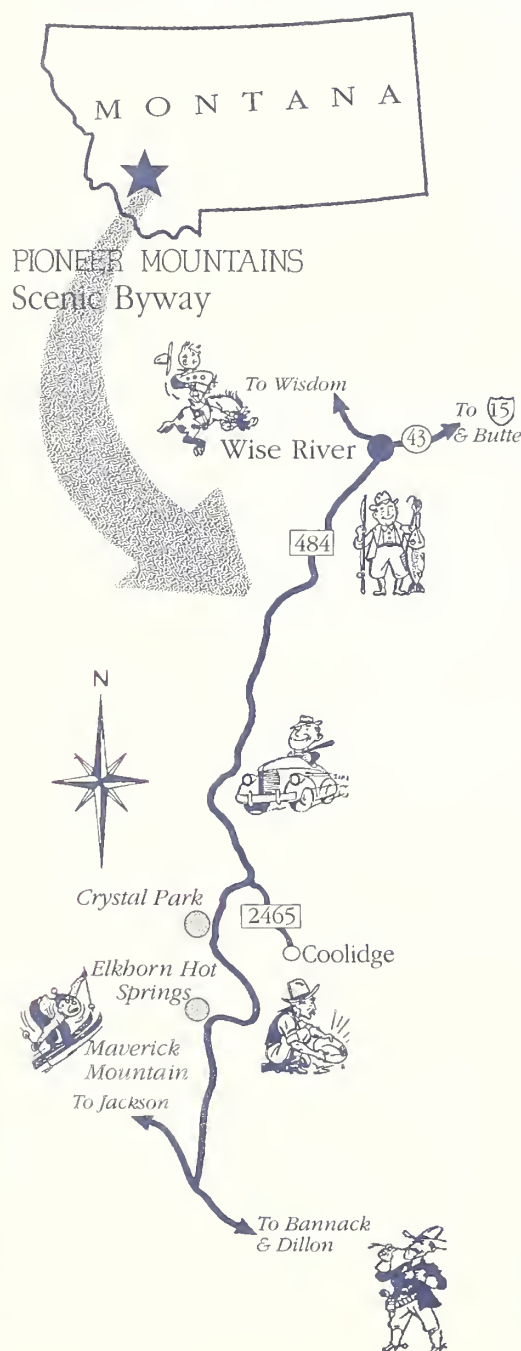 MONTANA
PIONEER MOUNTAINS
Scenic Byway
To Wisdom
To 15
& Butte
Wise River
43
484
N
Crystal Park
2465
Coolidge
Elkhorn Hot
Springs
Maverick
Mountain
To Jackson
To Bannack
& Dillon